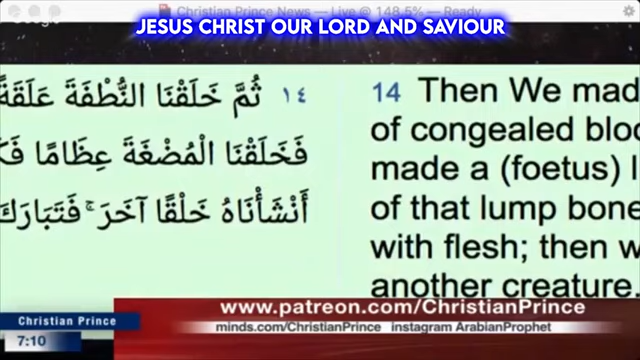 Christian Prince News — Live @ 148.5% — Ready
JESUS CHRIST OUR LORD AND SAVIOUR
١٤ ثُمَّ خَلَقْنَا النُّطْفَةَ عَلَقَةً
فَخَلَقْنَا الْمُضْغَةَ عِظَامًا فَكَ
أَنْشَأْنَاهُ خَلْقًا آخَرَ ۚ فَتَبَارَكَ
14 Then We mad
of congealed bloo
made a (foetus) l
of that lump bone
with flesh; then w
another creature.
www.patreon.com/ChristianPrince
minds.com/ChristianPrince instagram ArabianProphet
Christian Prince
7:10